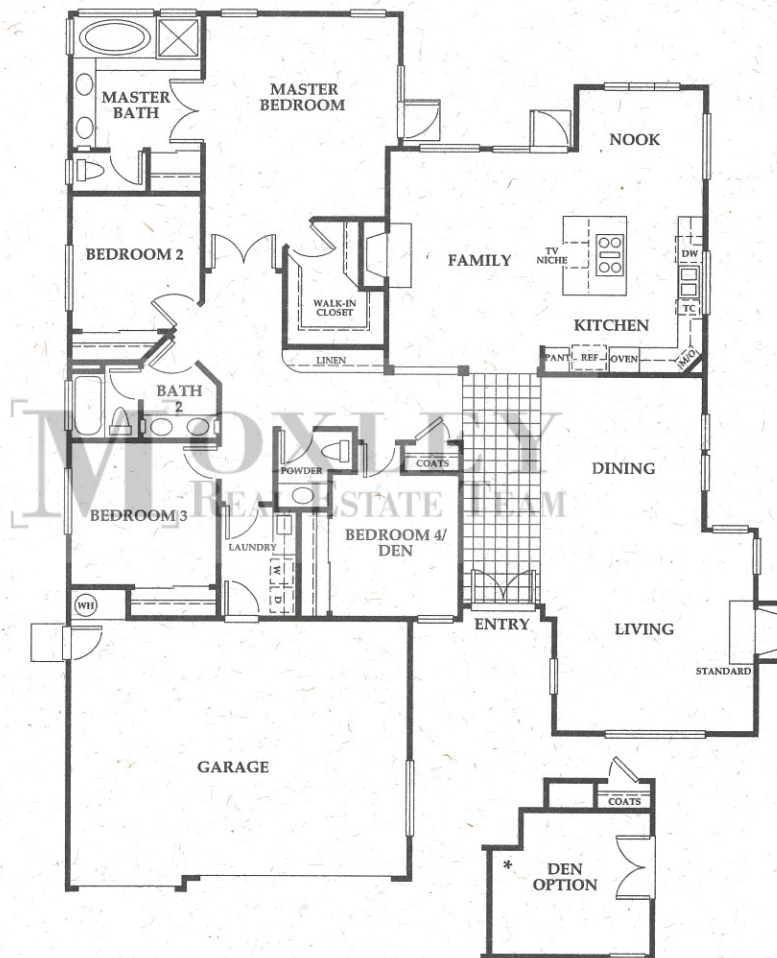 MASTER
BATH
MASTER
BEDROOM
NOOK
BEDROOM 2
FAMILY
TV
NICHE
DW
WALK-IN
CLOSET
TC
KITCHEN
LINEN
PANT
REF
OVEN
M/O
BATH
2
MOXLEY
REAL ESTATE TEAM
POWDER
COATS
DINING
BEDROOM 3
LAUNDRY
BEDROOM 4/
DEN
W
D
WH
ENTRY
LIVING
STANDARD
GARAGE
COATS
*
DEN
OPTION